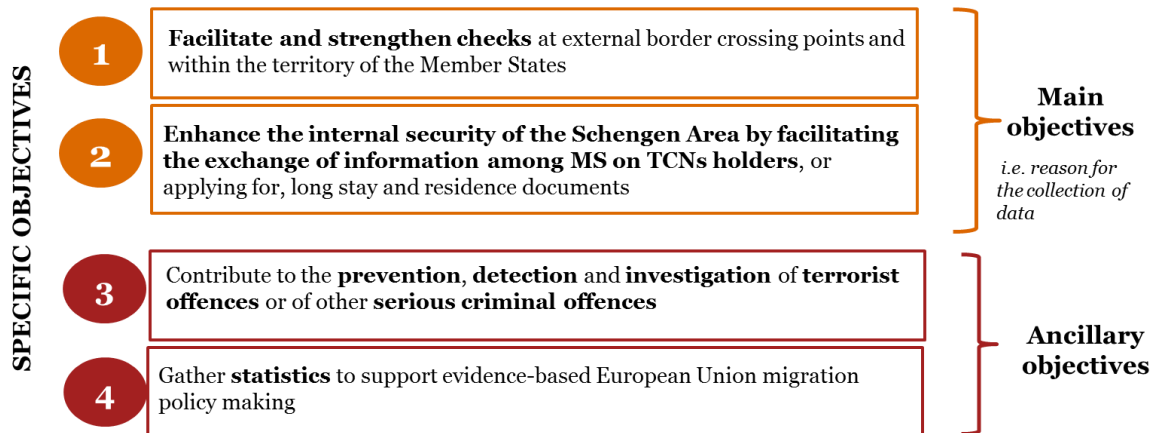 SPECIFIC OBJECTIVES
1
Facilitate and strengthen checks at external border crossing points and
within the territory of the Member States
2
Enhance the internal security of the Schengen Area by facilitating
the exchange of information among MS on TCNs holders, or
applying for, long stay and residence documents
Main
objectives
i.e. reason for
the collection of
data
3
Contribute to the prevention, detection and investigation of terrorist
offences or of other serious criminal offences
4
Gather statistics to support evidence-based European Union migration
policy making
Ancillary
objectives